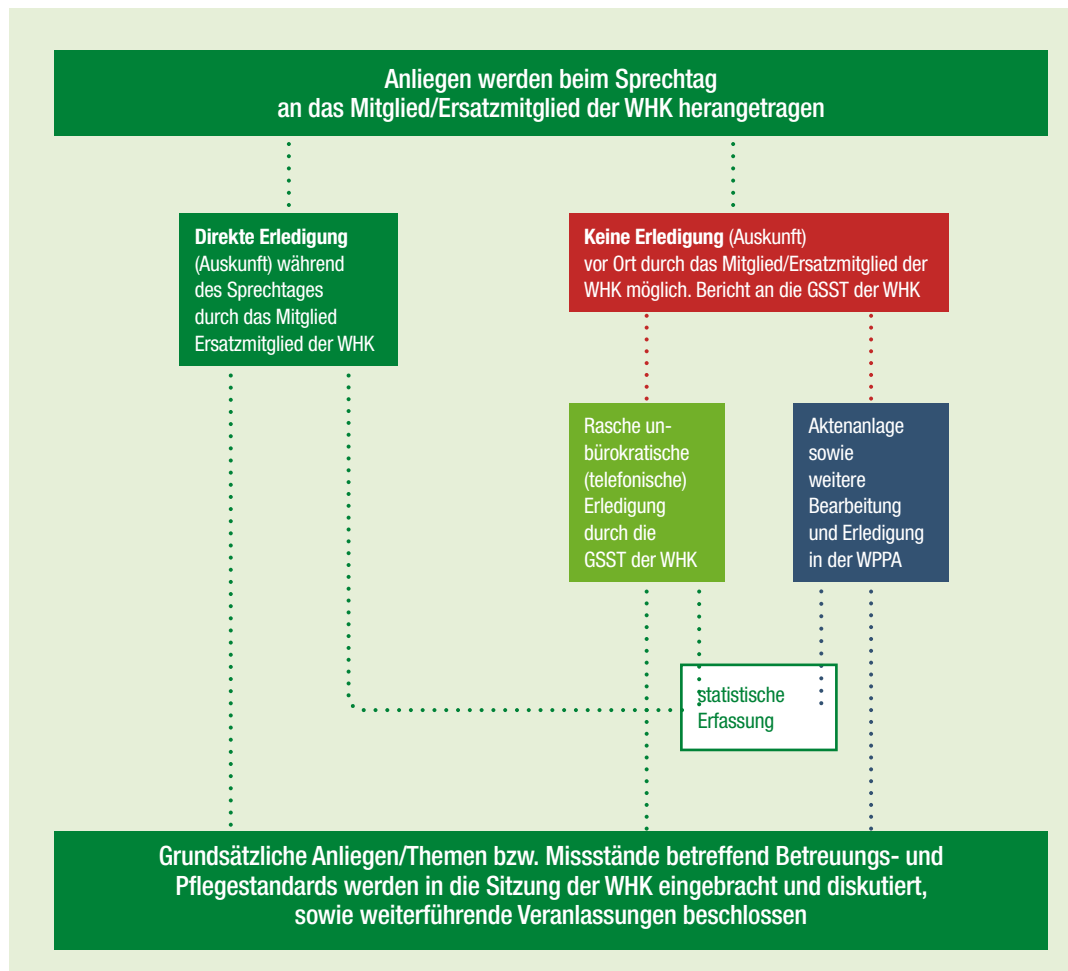 Anliegen werden beim Sprechtag
an das Mitglied/Ersatzmitglied der WHK herangetragen
Direkte Erledigung
(Auskunft) während
des Sprechtages
durch das Mitglied
Ersatzmitglied der WHK
Keine Erledigung (Auskunft)
vor Ort durch das Mitglied/Ersatzmitglied der
WHK möglich. Bericht an die GSST der WHK
Rasche un-
bürokratische
(telefonische)
Erledigung
durch die
GSST der WHK
Aktenanlage
sowie
weitere
Bearbeitung
und Erledigung
in der WPPA
statistische
Erfassung
Grundsätzliche Anliegen/Themen bzw. Missstände betreffend Betreuungs- und
Pflegestandards werden in die Sitzung der WHK eingebracht und diskutiert,
sowie weiterführende Veranlassungen beschlossen